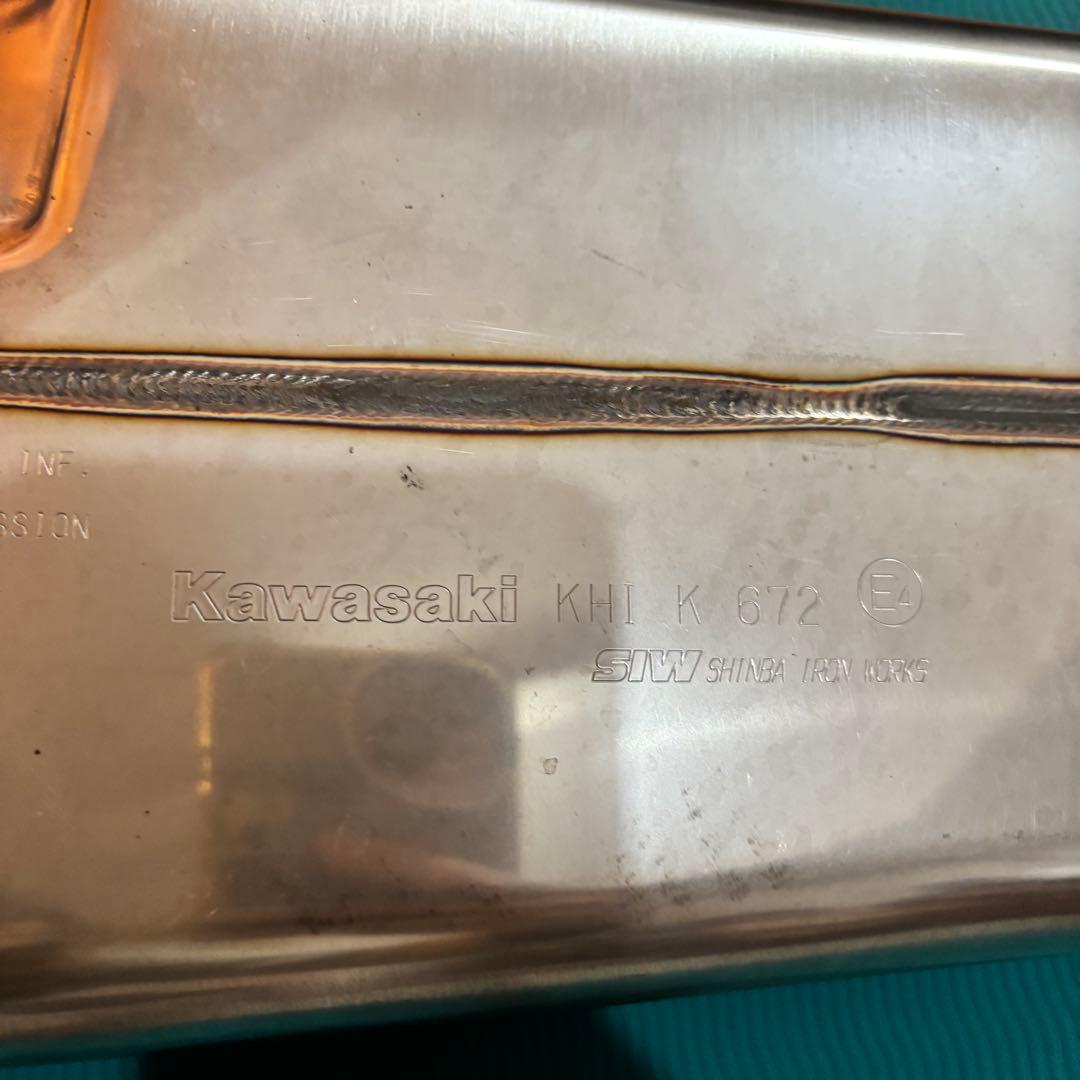 INF.
SSION
Kawasaki KHI K 672 E4
SIW SHINBA IRON WORKS